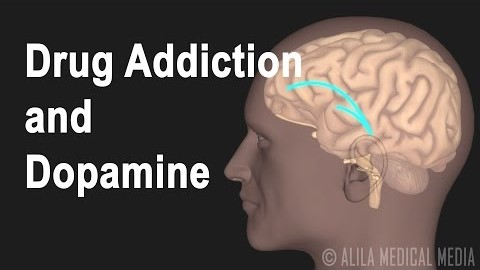 Drug Addiction
and
Dopamine
© ALILA MEDICAL MEDIA